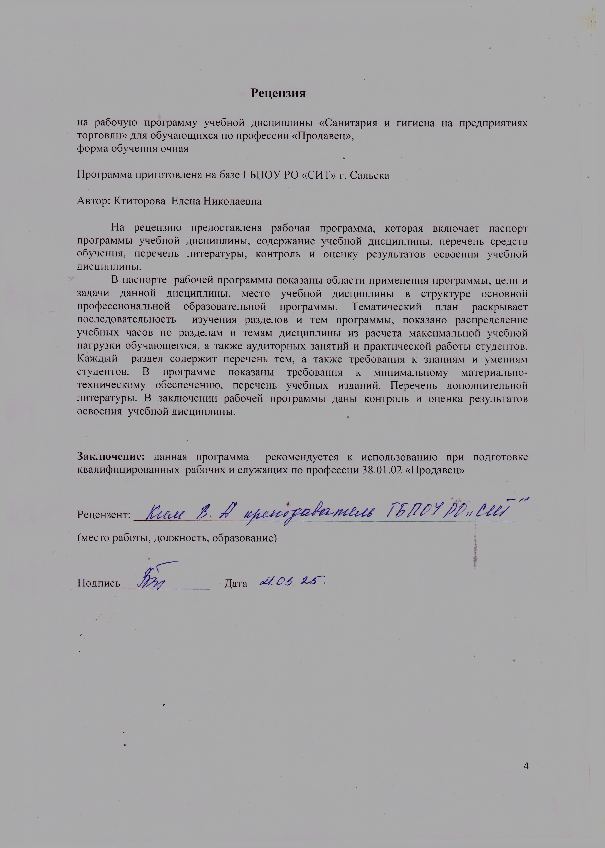 Рецензия
на рабочую программу учебной дисциплины «Санитария и гигиена на предприятиях
торговли» для обучающихся по профессии «Продавец»,
форма обучения очная
Программа приготовлена на базе ГБПОУ РО «СИТ» г. Сальска
Автор: Ктиторова Елена Николаевна
На рецензию предоставлена рабочая программа, которая включает паспорт
программы учебной дисциплины, содержание учебной дисциплины, перечень средств
обучения, перечень литературы, контроль и оценку результатов освоения учебной
дисциплины.
В паспорте рабочей программы показаны области применения программы, цели и
задачи данной дисциплины, место учебной дисциплины в структуре основной
профессиональной образовательной программы. Тематический план раскрывает
последовательность изучения разделов и тем программы, показано распределение
учебных часов по разделам и темам дисциплины из расчета максимальной учебной
нагрузки обучающегося, а также аудиторных занятий и практической работы студентов.
Каждый раздел содержит перечень тем, а также требования к знаниям и умениям
студентов. В программе показаны требования к минимальному материально-
техническому обеспечению, перечень учебных изданий. Перечень дополнительной
литературы. В заключении рабочей программы даны контроль и оценка результатов
освоения учебной дисциплины.
Заключение: данная программа рекомендуется к использованию при подготовке
квалифицированных рабочих и служащих по профессии 38.01.02 «Продавец»
Рецензент: Ким В. А преподаватель ГБПОУ РО „СИТ"
(место работы, должность, образование)
Подпись Дата
4